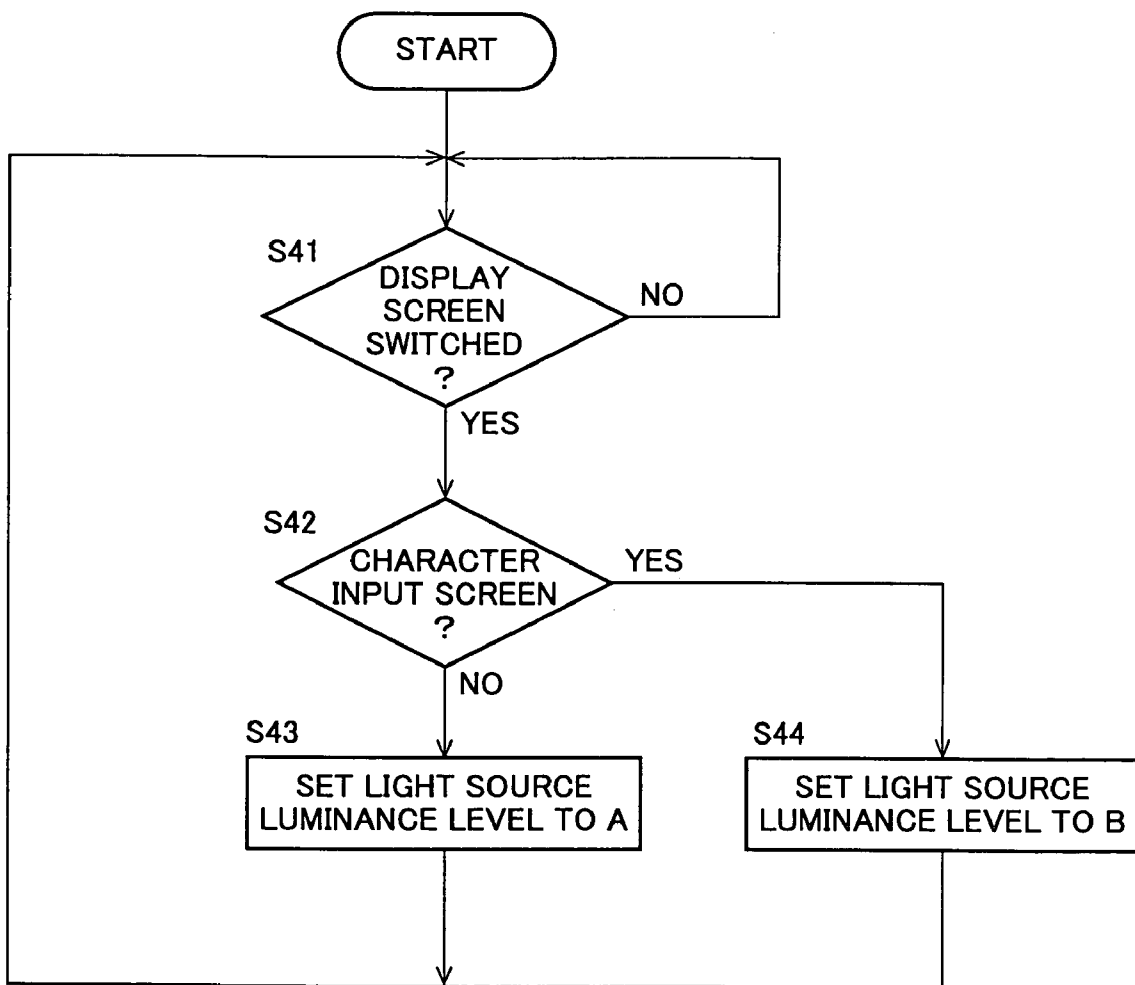 START
S41
DISPLAY
SCREEN
SWITCHED
?
NO
YES
S42
CHARACTER
INPUT SCREEN
?
YES
NO
S43
SET LIGHT SOURCE
LUMINANCE LEVEL TO A
S44
SET LIGHT SOURCE
LUMINANCE LEVEL TO B